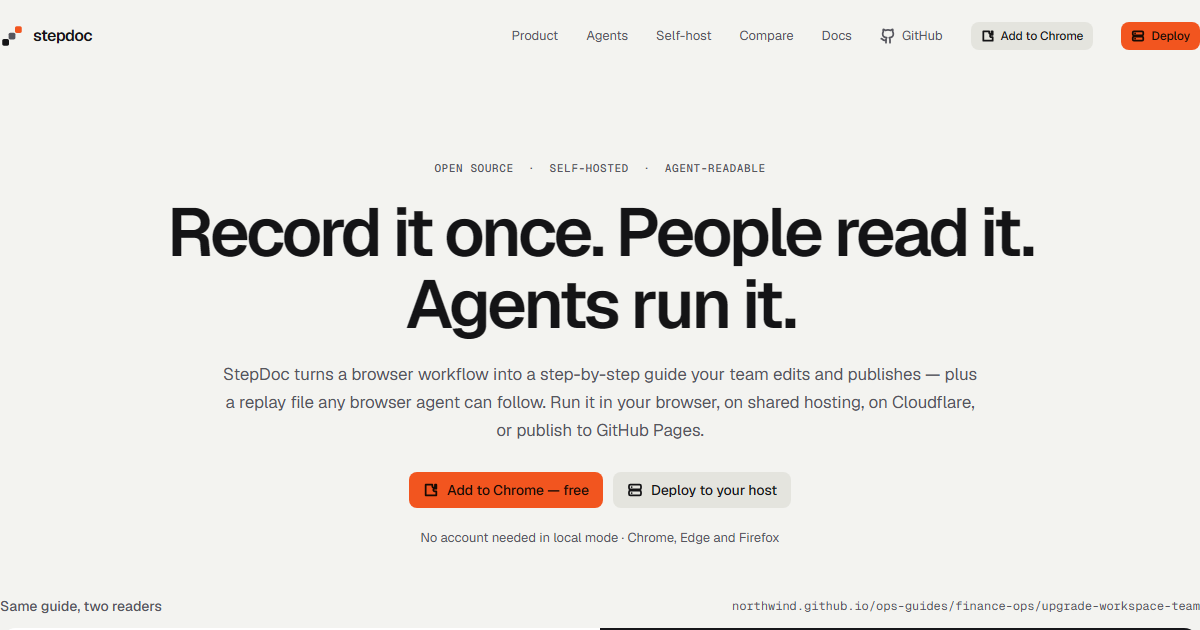 stepdoc
Product Agents Self-host Compare Docs GitHub Add to Chrome Deploy
OPEN SOURCE · SELF-HOSTED · AGENT-READABLE
Record it once. People read it.
Agents run it.
StepDoc turns a browser workflow into a step-by-step guide your team edits and publishes — plus
a replay file any browser agent can follow. Run it in your browser, on shared hosting, on Cloudflare,
or publish to GitHub Pages.
Add to Chrome — free Deploy to your host
No account needed in local mode · Chrome, Edge and Firefox
Same guide, two readers
northwind.github.io/ops-guides/finance-ops/upgrade-workspace-team